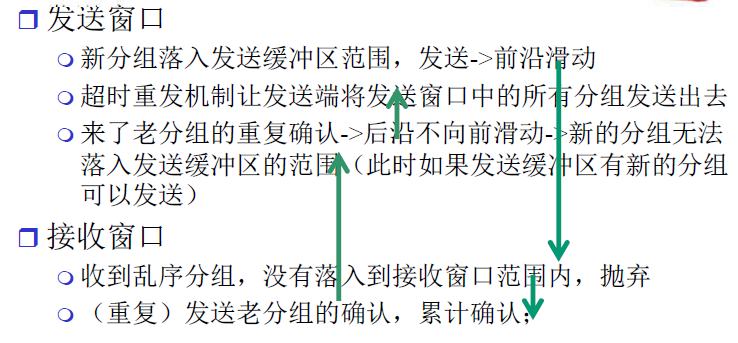 发送窗口
新分组落入发送缓冲区范围，发送->前沿滑动
超时重发机制让发送端将发送窗口中的所有分组发送出去
来了老分组的重复确认->后沿不向前滑动->新的分组无法
落入发送缓冲区的范围（此时如果发送缓冲区有新的分组
可以发送）
接收窗口
收到乱序分组，没有落入到接收窗口范围内，抛弃
（重复）发送老分组的确认，累计确认；